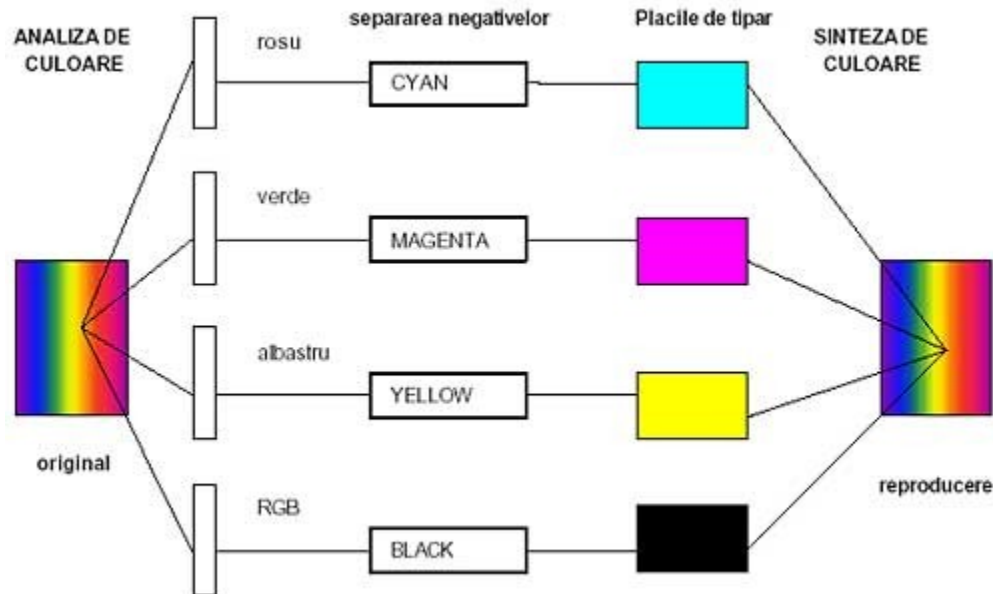 ANALIZA DE
CULOARE
separarea negativelor
Placile de tipar
SINTEZA DE
CULOARE
rosu
CYAN
verde
MAGENTA
albastru
YELLOW
original
reproducere
RGB
BLACK